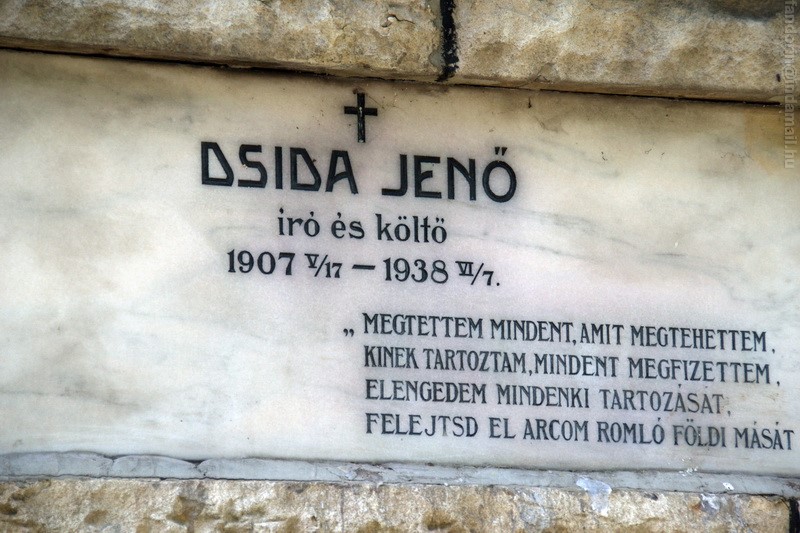 DSIDA JENŐ
író és költő
1907 V/17 – 1938 VI/7.
„MEGTETTEM MINDENT, AMIT MEGTEHETTEM,
KINEK TARTOZTAM, MINDENT MEGFIZETTEM,
ELENGEDEM MINDENKI TARTOZÁSAT,
FELEJTSD EL ARCOM ROMLÓ FÖLDI MÁSÁT